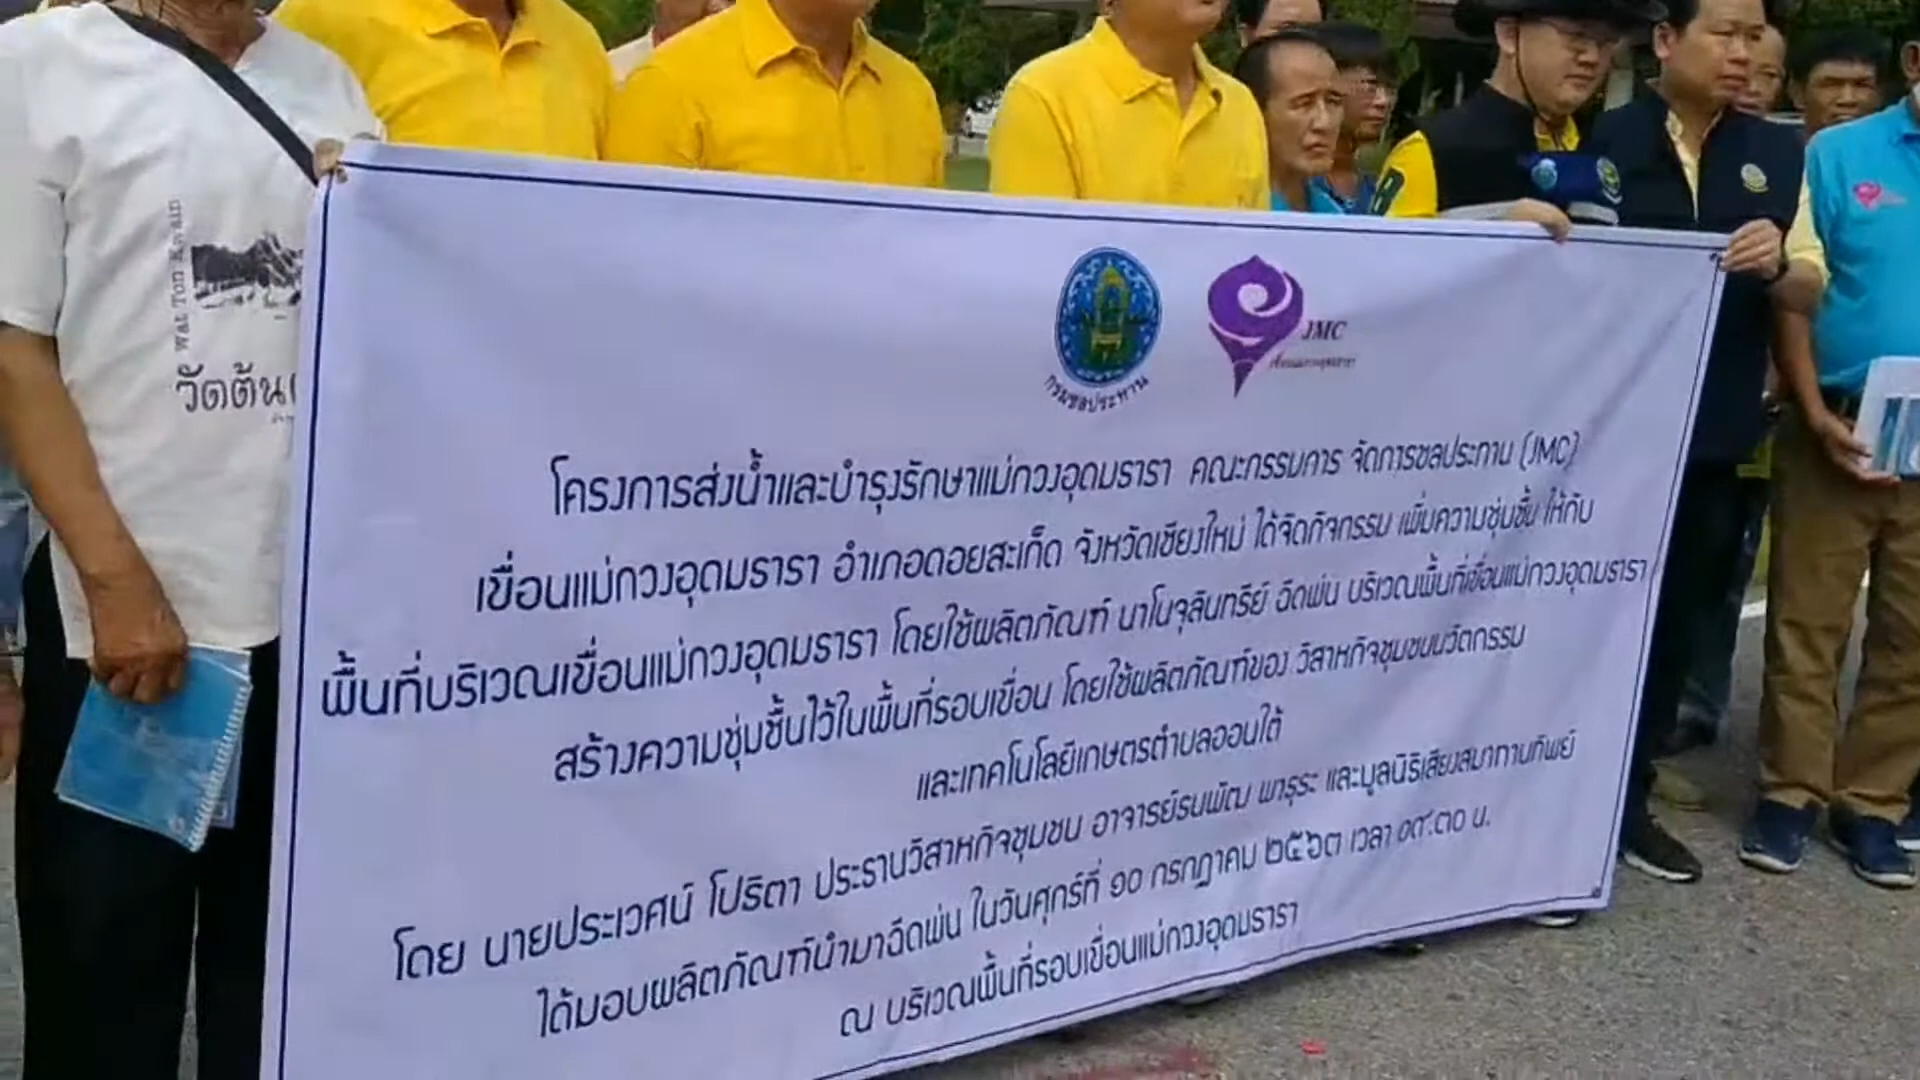 Wat Ton Kwain
วัดต้น
กรมชลประทาน
JMC
โครงการส่งน้ำและบำรุงรักษาแม่กวงอุดมธารา คณะกรรมการ จัดการชลประทาน (JMC)
เขื่อนแม่กวงอุดมธารา อำเภอดอยสะเก็ด จังหวัดเชียงใหม่ ได้จัดกิจกรรม เพิ่มความชุ่มชื้น ให้กับ
พื้นที่บริเวณเขื่อนแม่กวงอุดมธารา โดยใช้ผลิตภัณฑ์ นาโนจุลินทรีย์ ฉีดพ่น บริเวณพื้นที่เขื่อนแม่กวงอุดมธารา
สร้างความชุ่มชื้นไว้ในพื้นที่รอบเขื่อน โดยใช้ผลิตภัณฑ์ของ วิสาหกิจชุมชนนวัตกรรม
และเทคโนโลยีเกษตรตำบลออนใต้
โดย นายประเวศน์ โปธิตา ประธานวิสาหกิจชุมชน อาจารย์ธนพัฒ พาธุระ และมูลนิธิเสียงสมาทานทิพย์
ได้มอบผลิตภัณฑ์นำมาฉีดพ่น ในวันศุกร์ที่ ๑๐ กรกฎาคม ๒๕๖๓ เวลา ๐๙.๓๐ น.
ณ บริเวณพื้นที่รอบเขื่อนแม่กวงอุดมธารา